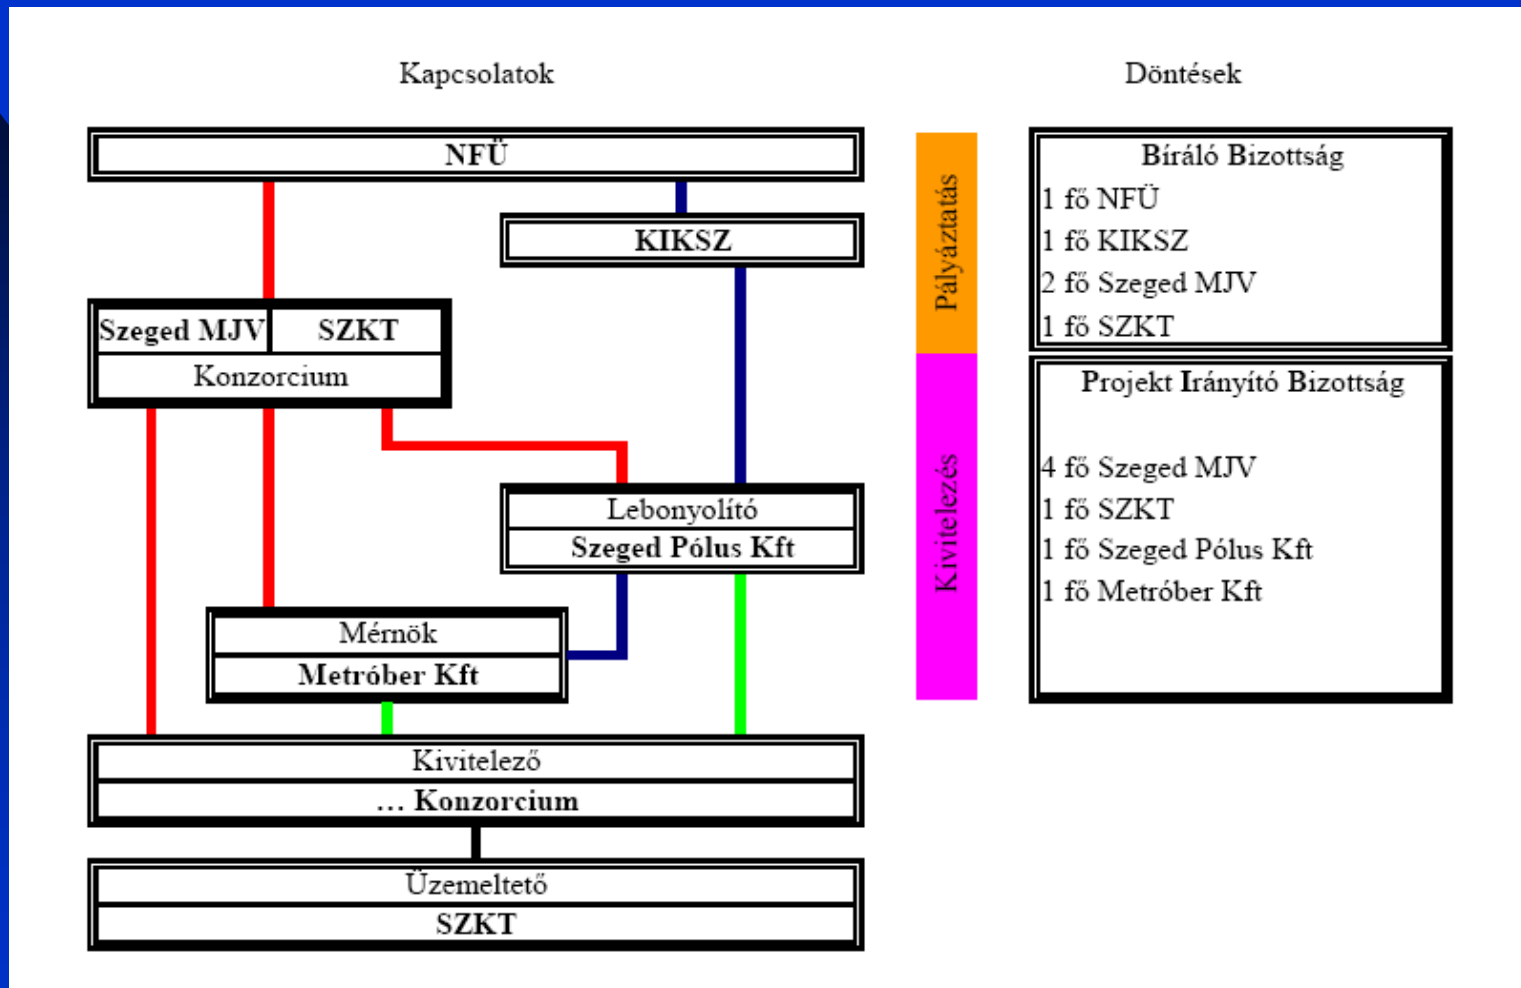 Kapcsolatok
NFÜ
KIKSZ
Szeged MJV
SZKT
Konzorcium
Lebonyolító
Szeged Pólus Kft
Mérnök
Metróber Kft
Kivitelező
... Konzorcium
Üzemeltető
SZKT
Pályáztatás
Kivitelezés
Döntések
Bíráló Bizottság
1 fő NFÜ
1 fő KIKSZ
2 fő Szeged MJV
1 fő SZKT
Projekt Irányító Bizottság
4 fő Szeged MJV
1 fő SZKT
1 fő Szeged Pólus Kft
1 fő Metróber Kft